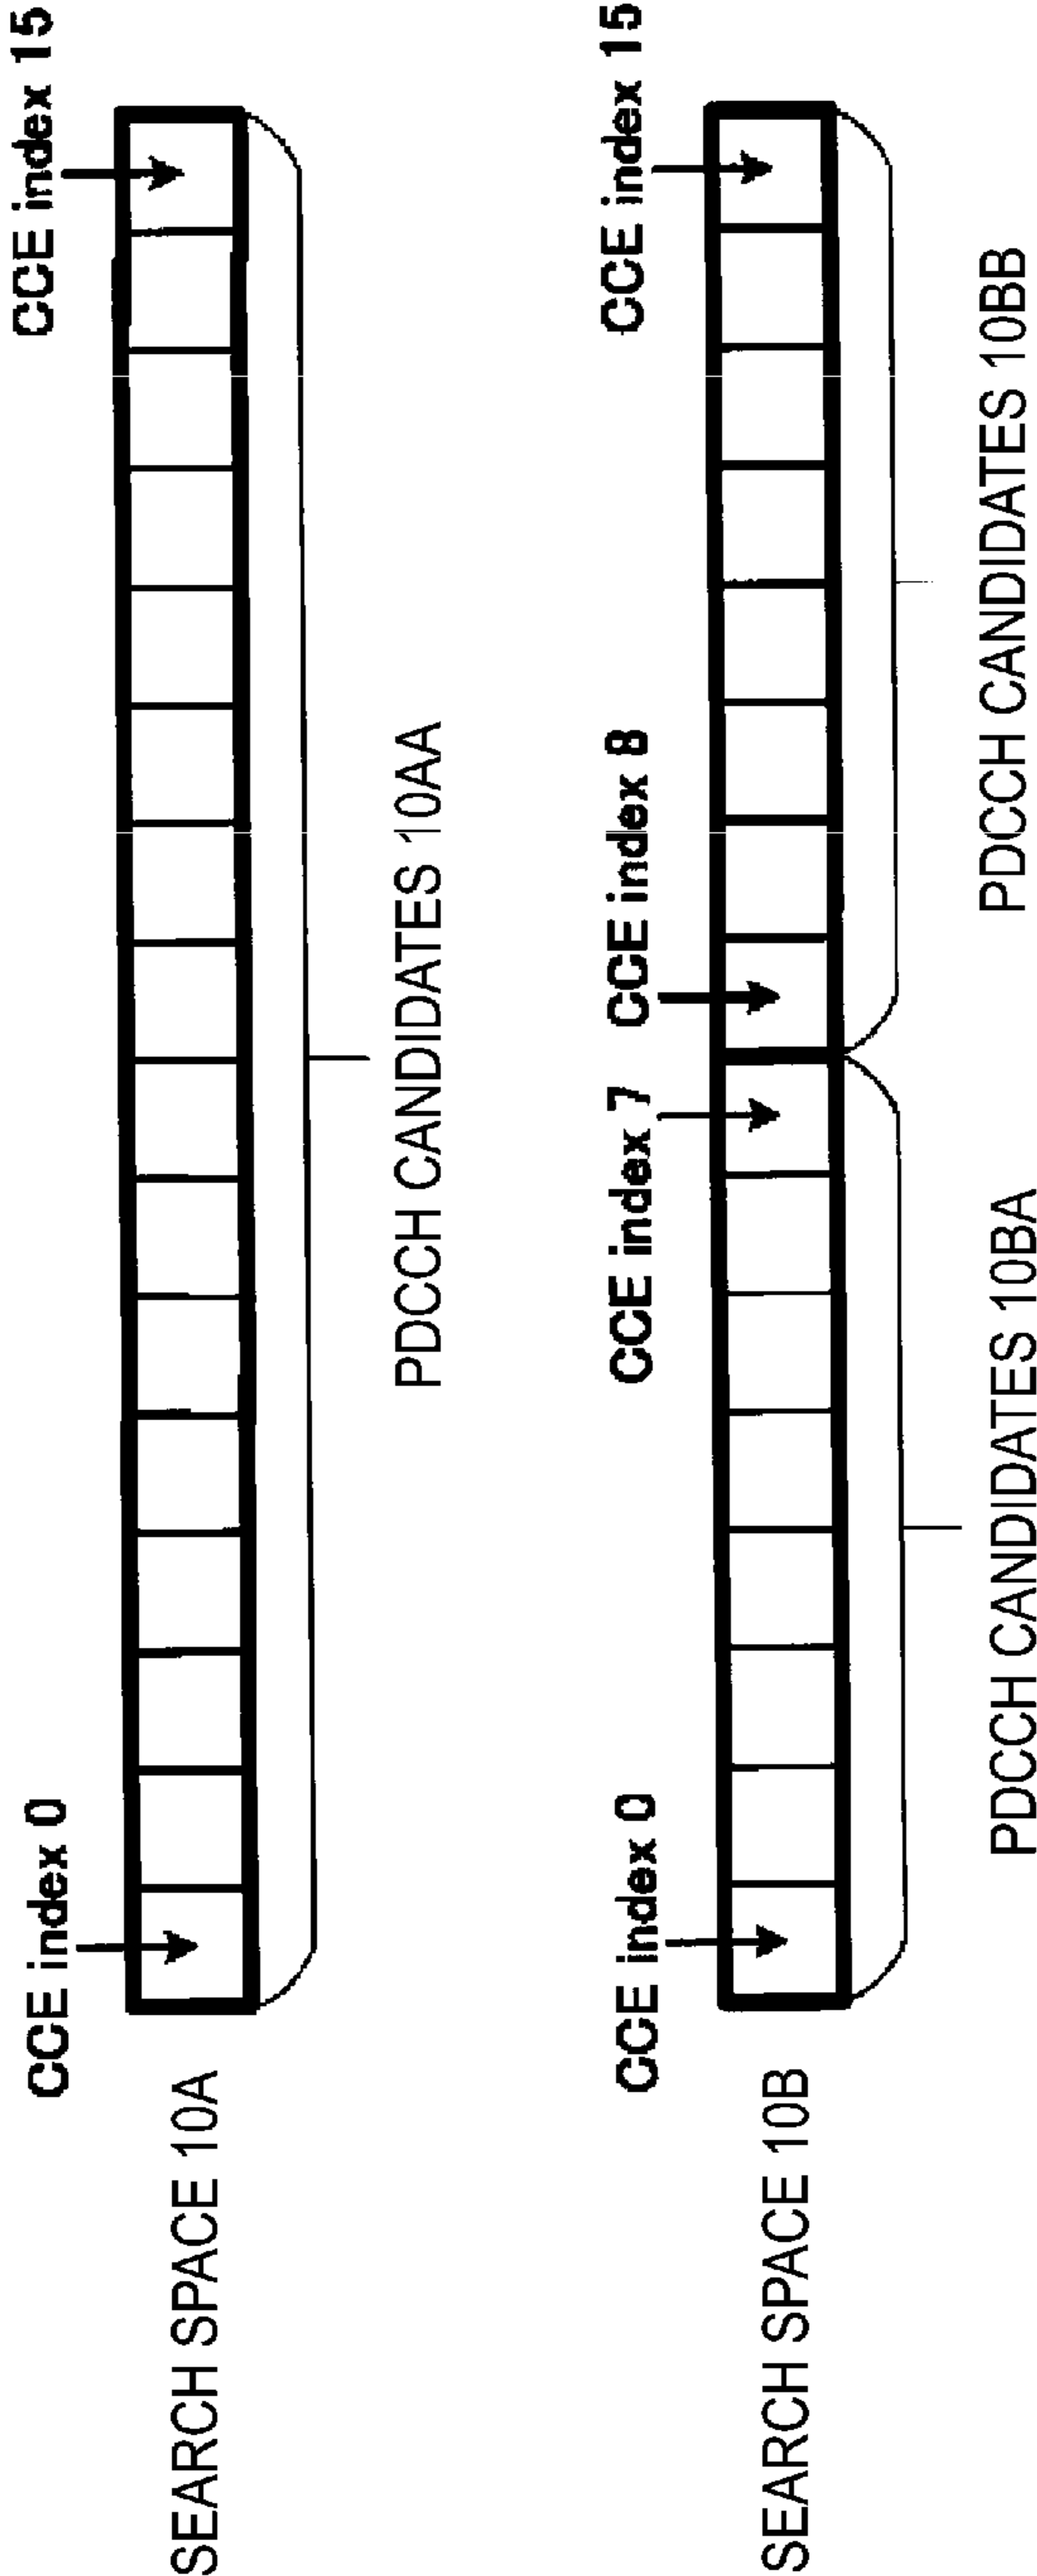 CCE index 0
CCE index 15
SEARCH SPACE 10A
PDCCH CANDIDATES 10AA
CCE index 0
CCE index 7
CCE index 8
CCE index 15
SEARCH SPACE 10B
PDCCH CANDIDATES 10BA
PDCCH CANDIDATES 10BB